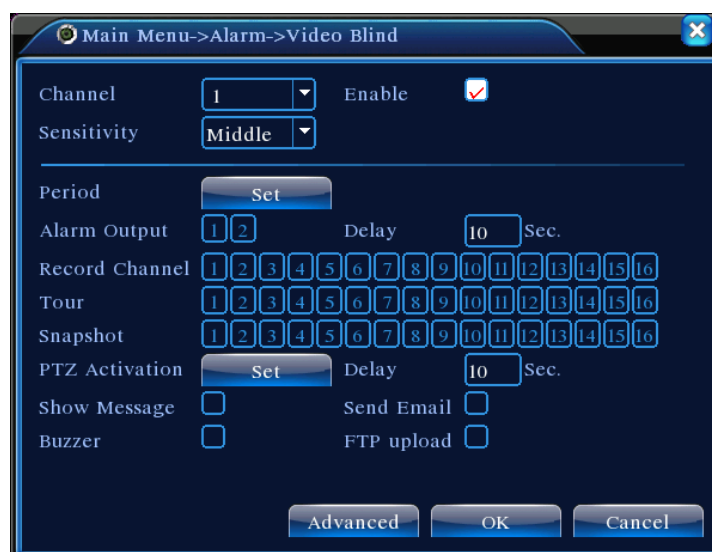 Main Menu->Alarm->Video Blind
Channel 1 Enable
Sensitivity Middle
Period Set
Alarm Output 1 2 Delay 10 Sec.
Record Channel 1 2 3 4 5 6 7 8 9 10 11 12 13 14 15 16
Tour 1 2 3 4 5 6 7 8 9 10 11 12 13 14 15 16
Snapshot 1 2 3 4 5 6 7 8 9 10 11 12 13 14 15 16
PTZ Activation Set Delay 10 Sec.
Show Message Send Email
Buzzer FTP upload
Advanced OK Cancel